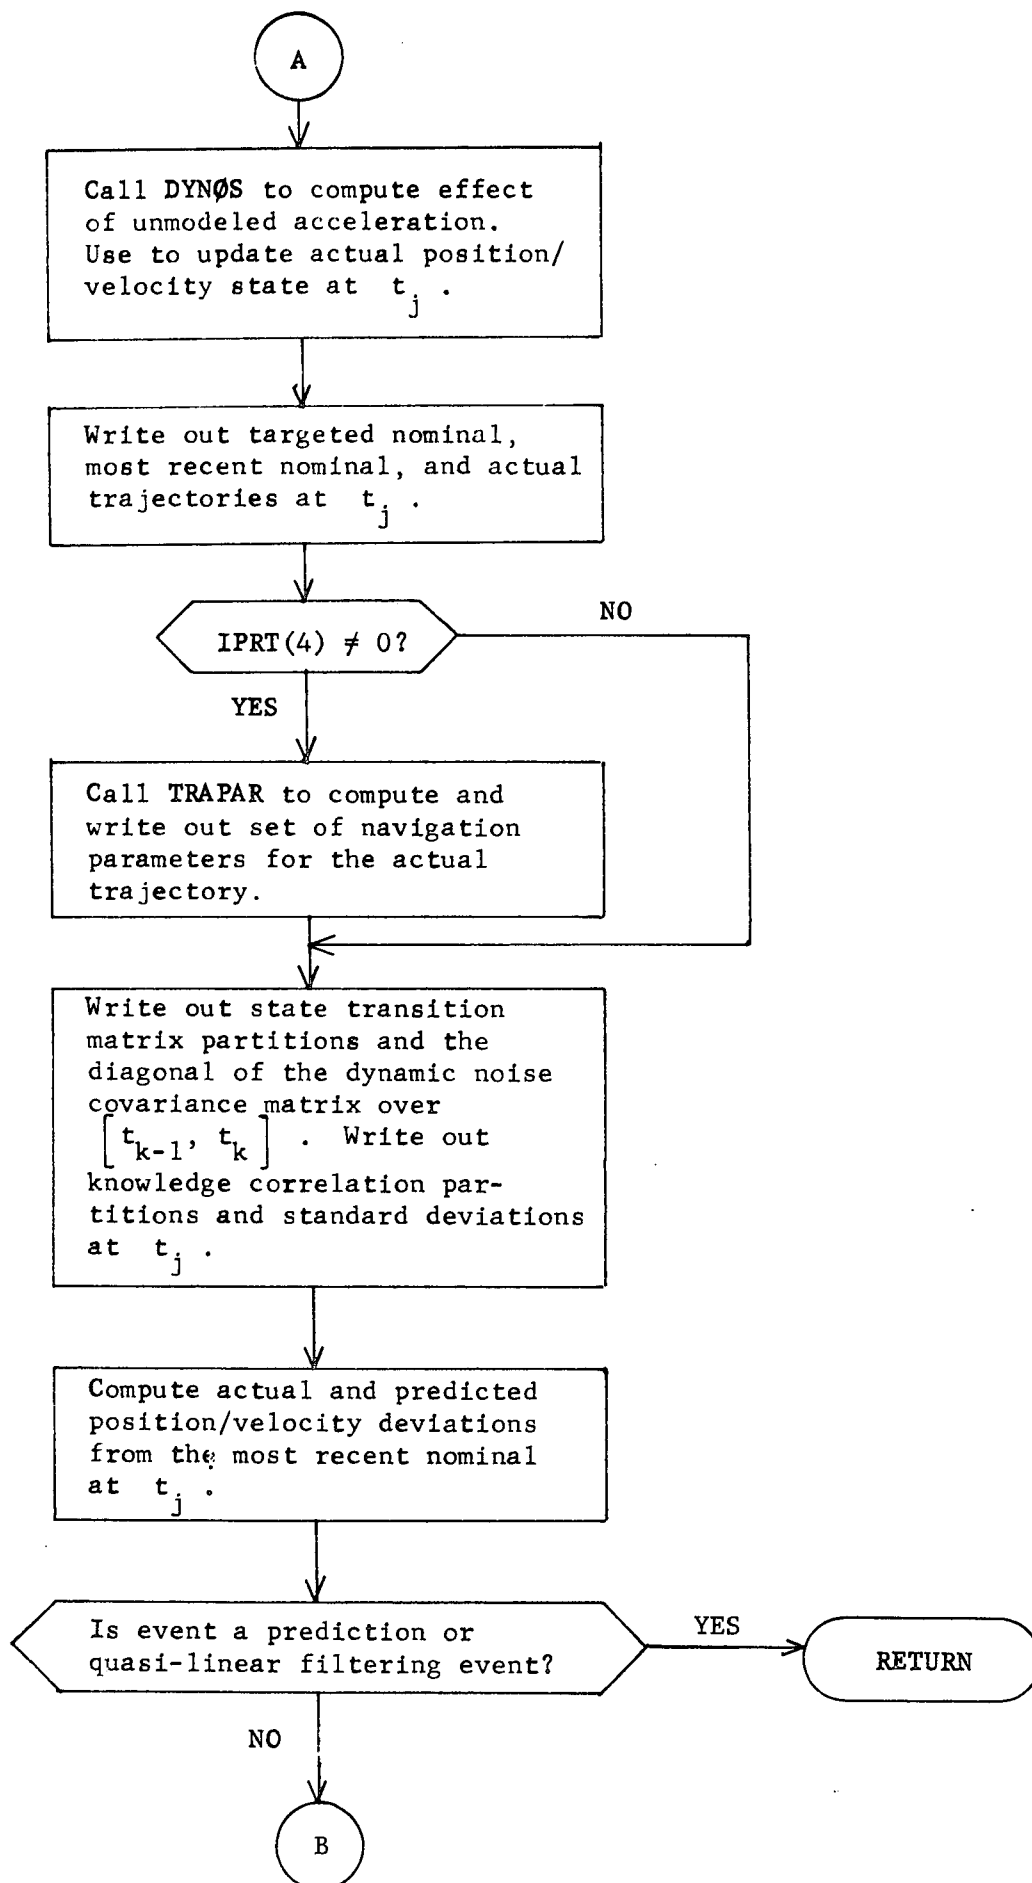 A
Call DYNØS to compute effect
of unmodeled acceleration.
Use to update actual position/
velocity state at t_j .
Write out targeted nominal,
most recent nominal, and actual
trajectories at t_j .
IPRT(4) ≠ 0?
NO
YES
Call TRAPAR to compute and
write out set of navigation
parameters for the actual
trajectory.
Write out state transition
matrix partitions and the
diagonal of the dynamic noise
covariance matrix over
[t_{k-1}, t_k] . Write out
knowledge correlation par-
titions and standard deviations
at t_j .
Compute actual and predicted
position/velocity deviations
from the most recent nominal
at t_j .
Is event a prediction or
quasi-linear filtering event?
YES
RETURN
NO
B